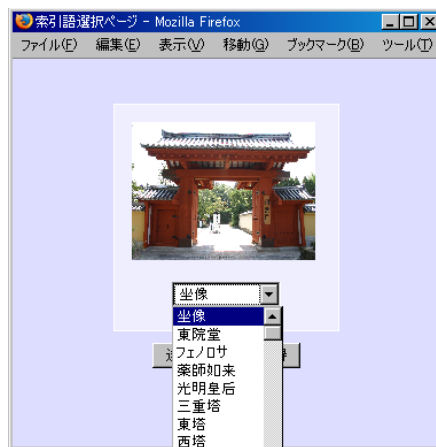 索引語選択ページ - Mozilla Firefox
ファイル(F) 編集(E) 表示(V) 移動(G) ブックマーク(B) ツール(T)
坐像
坐像
東院堂
フェノロサ
薬師如来
光明皇后
三重塔
東塔
西塔